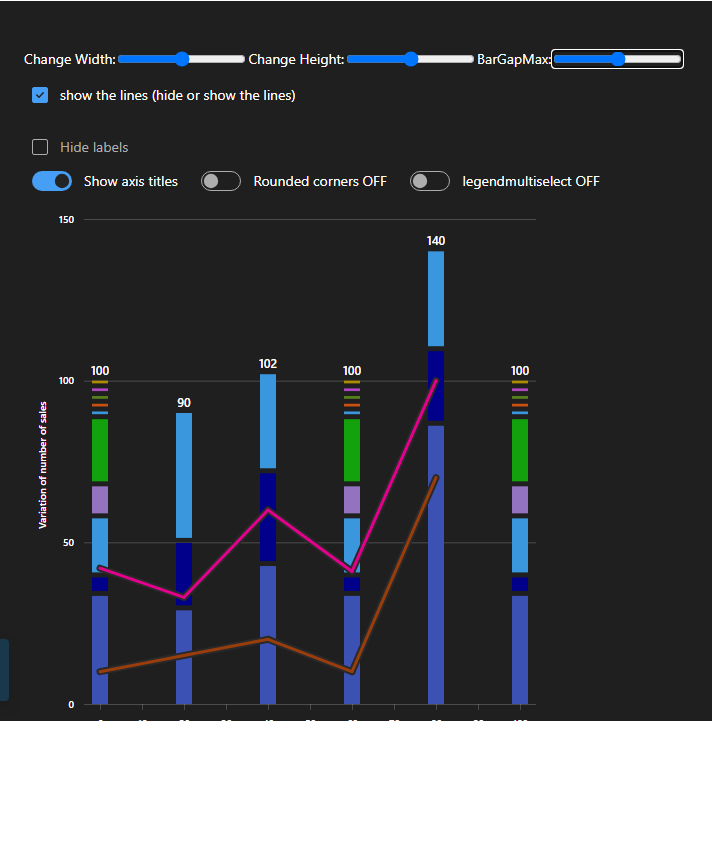 Change Width: Change Height: BarGapMax:
show the lines (hide or show the lines)
Hide labels
Show axis titles Rounded corners OFF legendmultiselect OFF
150
140
102
100 100 100 100
90
Variation of number of sales
50
0